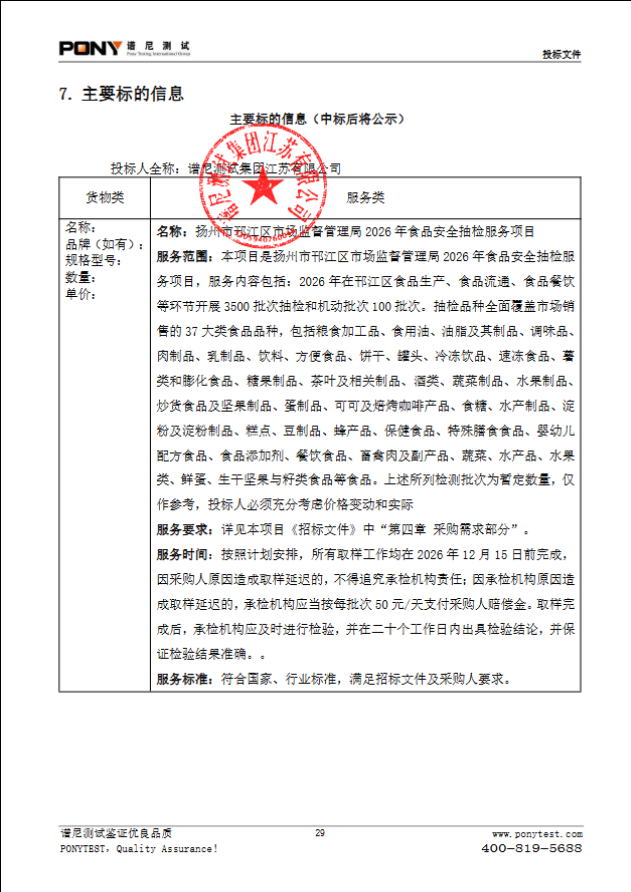 PONY 谱尼测试
Pony Testing International Group
投标文件
7. 主要标的信息
主要标的信息（中标后将公示）
投标人全称：谱尼测试集团江苏有限公司
谱尼测试集团江苏有限公司
货物类
服务类
名称：
品牌（如有）：
规格型号：
数量：
单价：
名称：扬州市邗江区市场监督管理局 2026 年食品安全抽检服务项目
服务范围：本项目是扬州市邗江区市场监督管理局 2026 年食品安全抽检服
务项目，服务内容包括：2026 年在邗江区食品生产、食品流通、食品餐饮
等环节开展 3500 批次抽检和机动批次 100 批次。抽检品种全面覆盖市场销
售的 37 大类食品品种，包括粮食加工品、食用油、油脂及其制品、调味品、
肉制品、乳制品、饮料、方便食品、饼干、罐头、冷冻饮品、速冻食品、薯
类和膨化食品、糖果制品、茶叶及相关制品、酒类、蔬菜制品、水果制品、
炒货食品及坚果制品、蛋制品、可可及焙烤咖啡产品、食糖、水产制品、淀
粉及淀粉制品、糕点、豆制品、蜂产品、保健食品、特殊膳食食品、婴幼儿
配方食品、食品添加剂、餐饮食品、畜禽肉及副产品、蔬菜、水产品、水果
类、鲜蛋、生干坚果与籽类食品等食品。上述所列检测批次为暂定数量，仅
作参考，投标人必须充分考虑价格变动和实际
服务要求：详见本项目《招标文件》中“第四章 采购需求部分”。
服务时间：按照计划安排，所有取样工作均在 2026 年 12 月 15 日前完成，
因采购人原因造成取样延迟的，不得追究承检机构责任；因承检机构原因造
成取样延迟的，承检机构应当按每批次 50 元/天支付采购人赔偿金。取样完
成后，承检机构应及时进行检验，并在二十个工作日内出具检验结论，并保
证检验结果准确。。
服务标准：符合国家、行业标准，满足招标文件及采购人要求。
谱尼测试鉴证优良品质
29
www.ponytest.com
PONYTEST，Quality Assurance!
400-819-5688